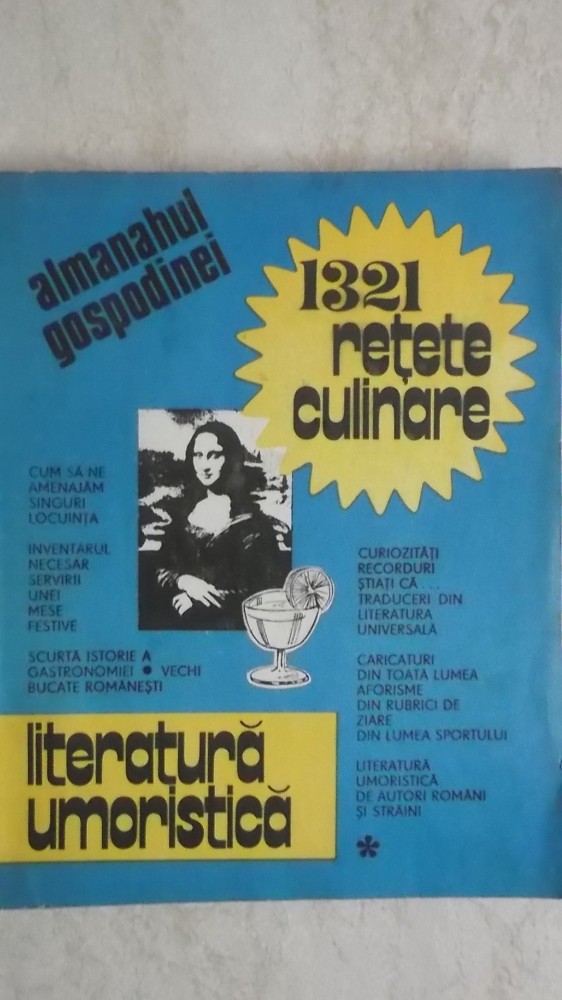 almanahul
gospodinei
1321
rețete
culinare
CUM SĂ NE
AMENAJĂM
SINGURI
LOCUINȚA
INVENTARUL
NECESAR
SERVIRII
UNEI
MESE
FESTIVE
SCURTĂ ISTORIE A
GASTRONOMIEI • VECHI
BUCATE ROMÂNEȘTI
CURIOZITĂȚI
RECORDURI
ȘTIAȚI CĂ...
TRADUCERI DIN
LITERATURA
UNIVERSALĂ
CARICATURI
DIN TOATĂ LUMEA
AFORISME
DIN RUBRICI DE
ZIARE
DIN LUMEA SPORTULUI
LITERATURĂ
UMORISTICĂ
DE AUTORI ROMÂNI
ȘI STRĂINI
*
literatură
umoristică